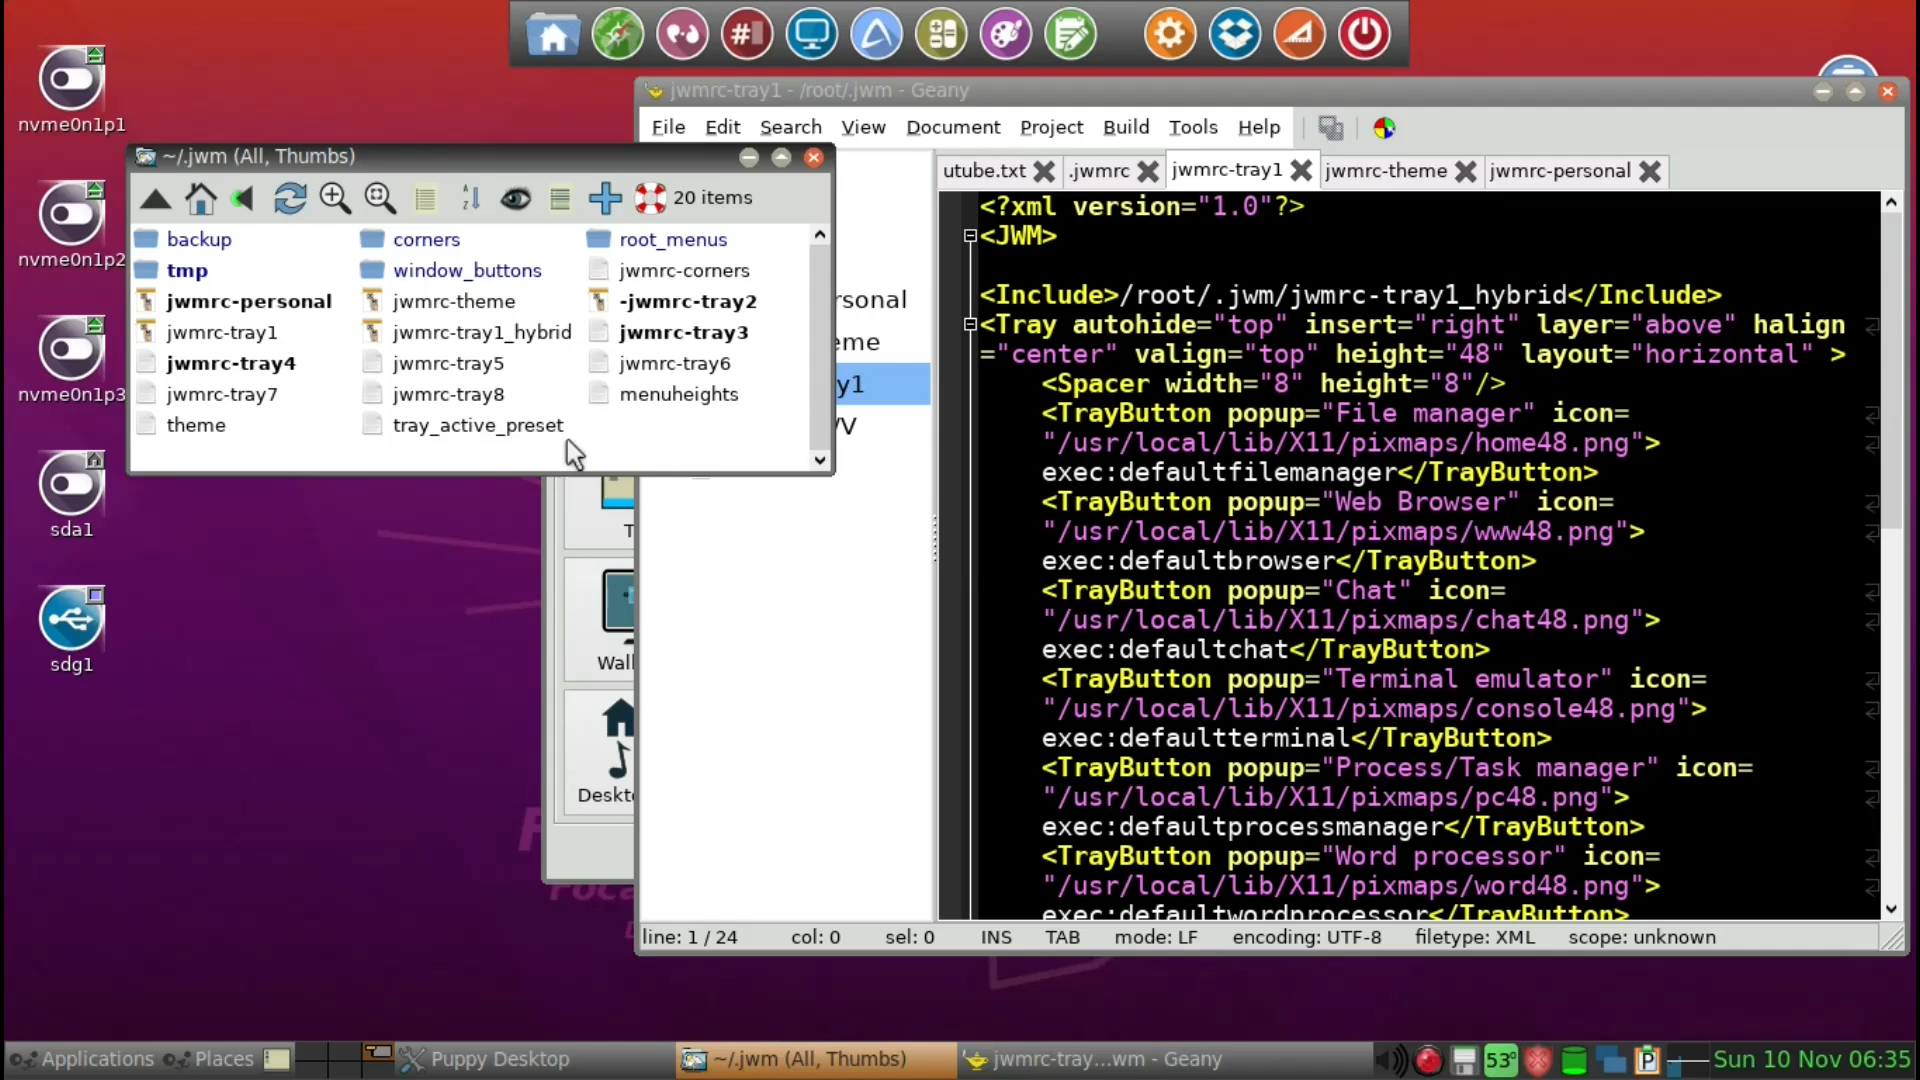 nvme0n1p1
nvme0n1p2
nvme0n1p3
sda1
sdg1
jwmrc-tray1 - /root/.jwm - Geany
File Edit Search View Document Project Build Tools Help
utube.txt .jwmrc jwmrc-tray1 jwmrc-theme jwmrc-personal
~/.jwm (All, Thumbs)
20 items
backup corners root_menus
tmp window_buttons jwmrc-corners
jwmrc-personal jwmrc-theme -jwmrc-tray2
jwmrc-tray1 jwmrc-tray1_hybrid jwmrc-tray3
jwmrc-tray4 jwmrc-tray5 jwmrc-tray6
jwmrc-tray7 jwmrc-tray8 menuheights
theme tray_active_preset
rsonal
eme
y1
Wall
Deskto
<?xml version="1.0"?>
<JWM>
<Include>/root/.jwm/jwmrc-tray1_hybrid</Include>
<Tray autohide="top" insert="right" layer="above" halign
="center" valign="top" height="48" layout="horizontal" >
<Spacer width="8" height="8"/>
<TrayButton popup="File manager" icon=
"/usr/local/lib/X11/pixmaps/home48.png">
exec:defaultfilemanager</TrayButton>
<TrayButton popup="Web Browser" icon=
"/usr/local/lib/X11/pixmaps/www48.png">
exec:defaultbrowser</TrayButton>
<TrayButton popup="Chat" icon=
"/usr/local/lib/X11/pixmaps/chat48.png">
exec:defaultchat</TrayButton>
<TrayButton popup="Terminal emulator" icon=
"/usr/local/lib/X11/pixmaps/console48.png">
exec:defaultterminal</TrayButton>
<TrayButton popup="Process/Task manager" icon=
"/usr/local/lib/X11/pixmaps/pc48.png">
exec:defaultprocessmanager</TrayButton>
<TrayButton popup="Word processor" icon=
"/usr/local/lib/X11/pixmaps/word48.png">
exec:defaultwordprocessor</TrayButton>
line: 1 / 24 col: 0 sel: 0 INS TAB mode: LF encoding: UTF-8 filetype: XML scope: unknown
Applications Places Puppy Desktop ~/.jwm (All, Thumbs) jwmrc-tray...wm - Geany 53° Sun 10 Nov 06:35